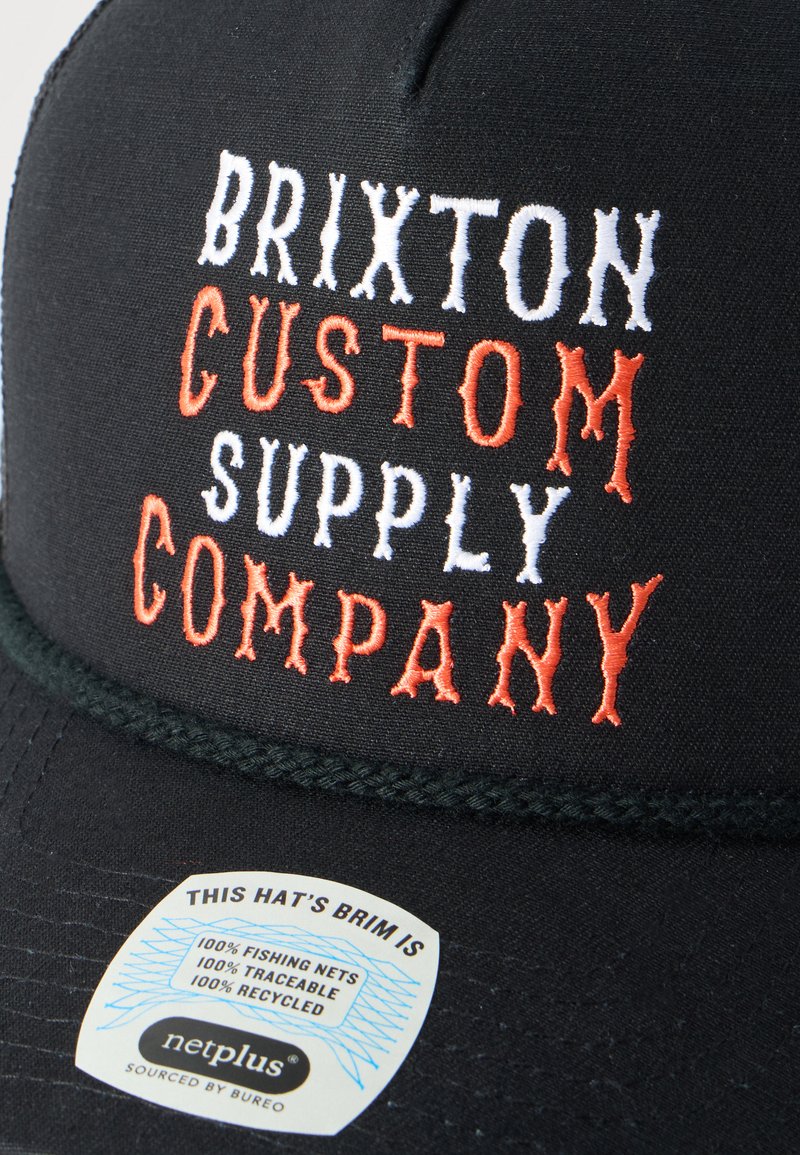 BRIXTON
CUSTOM
SUPPLY
COMPANY
THIS HAT'S BRIM IS
100% FISHING NETS
100% TRACEABLE
100% RECYCLED
netplus®
SOURCED BY BUREO